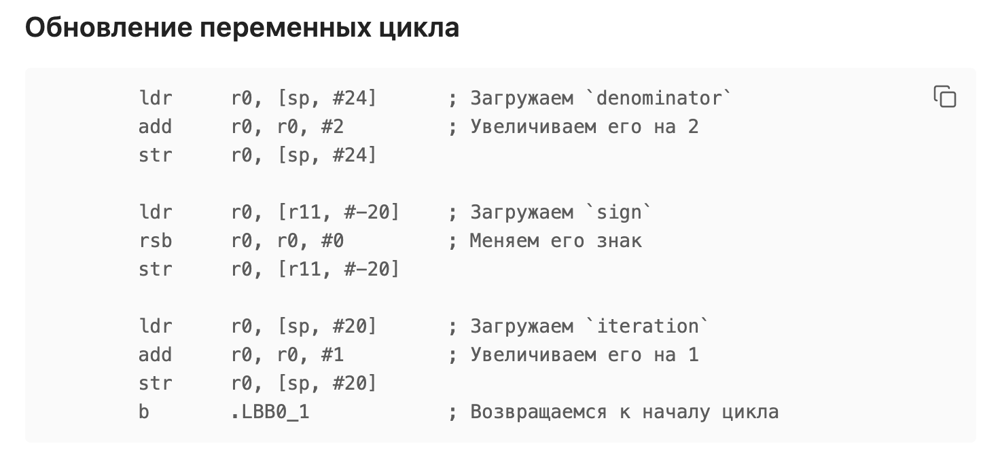 Обновление переменных цикла
ldr     r0, [sp, #24]      ; Загружаем `denominator`
add     r0, r0, #2         ; Увеличиваем его на 2
str     r0, [sp, #24]
ldr     r0, [r11, #-20]    ; Загружаем `sign`
rsb     r0, r0, #0         ; Меняем его знак
str     r0, [r11, #-20]
ldr     r0, [sp, #20]      ; Загружаем `iteration`
add     r0, r0, #1         ; Увеличиваем его на 1
str     r0, [sp, #20]
b       .LBB0_1            ; Возвращаемся к началу цикла